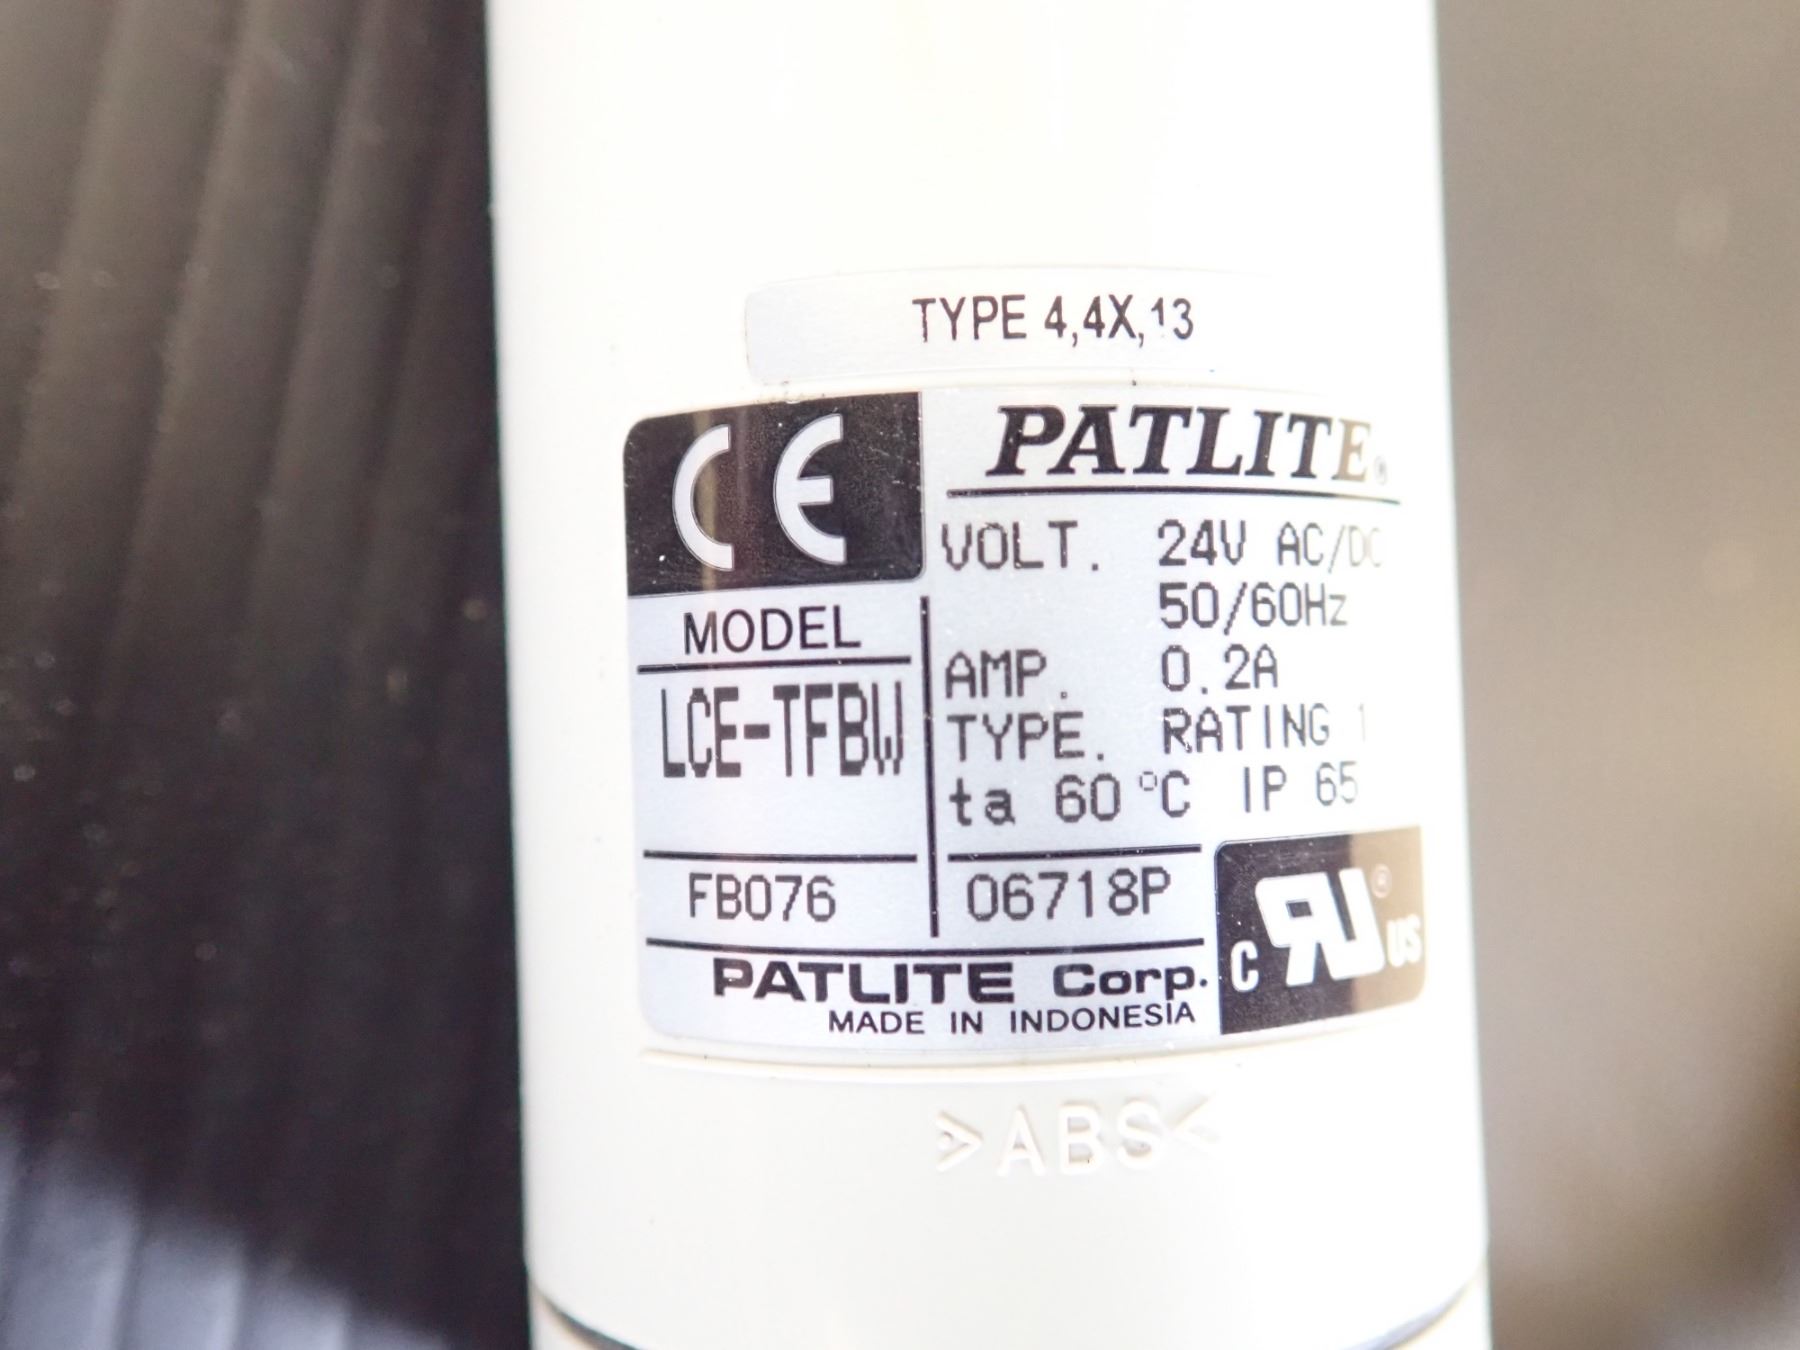 TYPE 4,4X,13
CE
PATLITE®
VOLT. 24V AC/DC
50/60Hz
MODEL
AMP. 0.2A
LCE-TFBW
TYPE. RATING 1
ta 60 °C IP 65
FB076
06718P
c RU® US
PATLITE Corp.
MADE IN INDONESIA
>ABS<